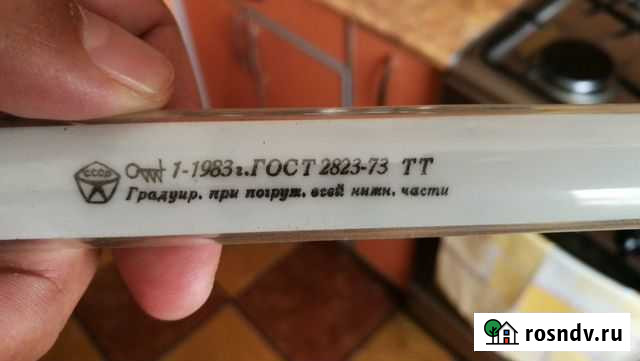 СССР 1-1983г. ГОСТ 2823-73 ТТ
Градуир. при погруж. всей нижн. части
rosndv.ru